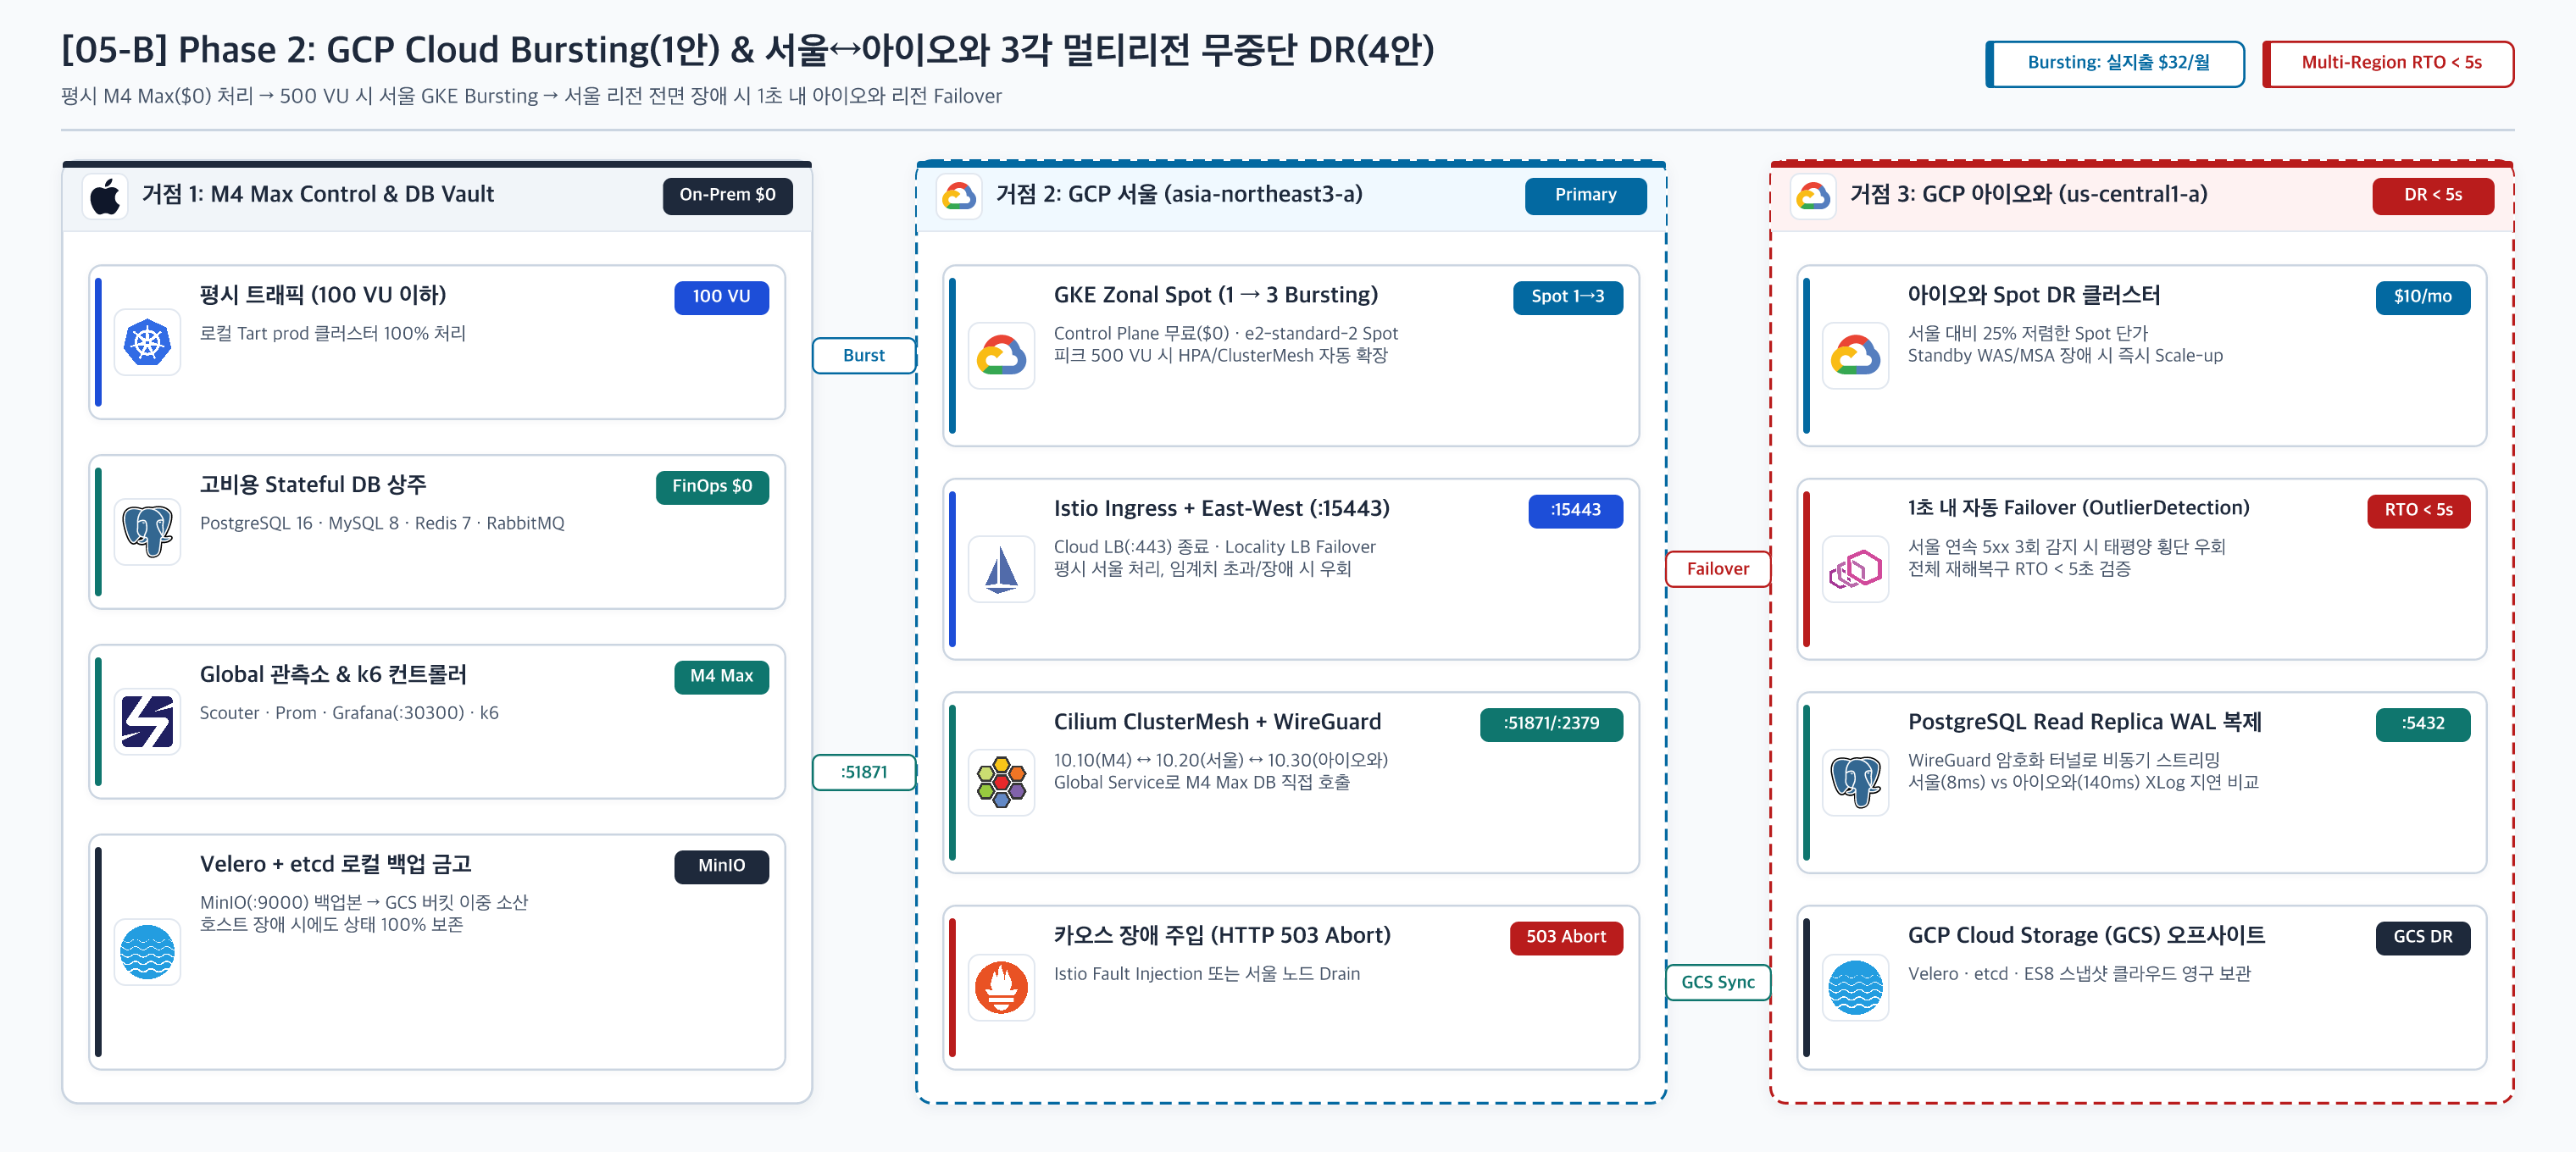 [05-B] Phase 2: GCP Cloud Bursting(1안) & 서울↔아이오와 3각 멀티리전 무중단 DR(4안)
평시 M4 Max($0) 처리 → 500 VU 시 서울 GKE Bursting → 서울 리전 전면 장애 시 1초 내 아이오와 리전 Failover
Bursting: 실지출 $32/월
Multi-Region RTO < 5s
거점 1: M4 Max Control & DB Vault
On-Prem $0
평시 트래픽 (100 VU 이하)
100 VU
로컬 Tart prod 클러스터 100% 처리
고비용 Stateful DB 상주
FinOps $0
PostgreSQL 16 · MySQL 8 · Redis 7 · RabbitMQ
Global 관측소 & k6 컨트롤러
M4 Max
Scouter · Prom · Grafana(:30300) · k6
Velero + etcd 로컬 백업 금고
MinIO
MinIO(:9000) 백업본 → GCS 버킷 이중 소산
호스트 장애 시에도 상태 100% 보존
Burst
:51871
거점 2: GCP 서울 (asia-northeast3-a)
Primary
GKE Zonal Spot (1 → 3 Bursting)
Spot 1→3
Control Plane 무료($0) · e2-standard-2 Spot
피크 500 VU 시 HPA/ClusterMesh 자동 확장
Istio Ingress + East-West (:15443)
:15443
Cloud LB(:443) 종료 · Locality LB Failover
평시 서울 처리, 임계치 초과/장애 시 우회
Cilium ClusterMesh + WireGuard
:51871/:2379
10.10(M4) ↔ 10.20(서울) ↔ 10.30(아이오와)
Global Service로 M4 Max DB 직접 호출
카오스 장애 주입 (HTTP 503 Abort)
503 Abort
Istio Fault Injection 또는 서울 노드 Drain
Failover
GCS Sync
거점 3: GCP 아이오와 (us-central1-a)
DR < 5s
아이오와 Spot DR 클러스터
$10/mo
서울 대비 25% 저렴한 Spot 단가
Standby WAS/MSA 장애 시 즉시 Scale-up
1초 내 자동 Failover (OutlierDetection)
RTO < 5s
서울 연속 5xx 3회 감지 시 태평양 횡단 우회
전체 재해복구 RTO < 5초 검증
PostgreSQL Read Replica WAL 복제
:5432
WireGuard 암호화 터널로 비동기 스트리밍
서울(8ms) vs 아이오와(140ms) XLog 지연 비교
GCP Cloud Storage (GCS) 오프사이트
GCS DR
Velero · etcd · ES8 스냅샷 클라우드 영구 보관